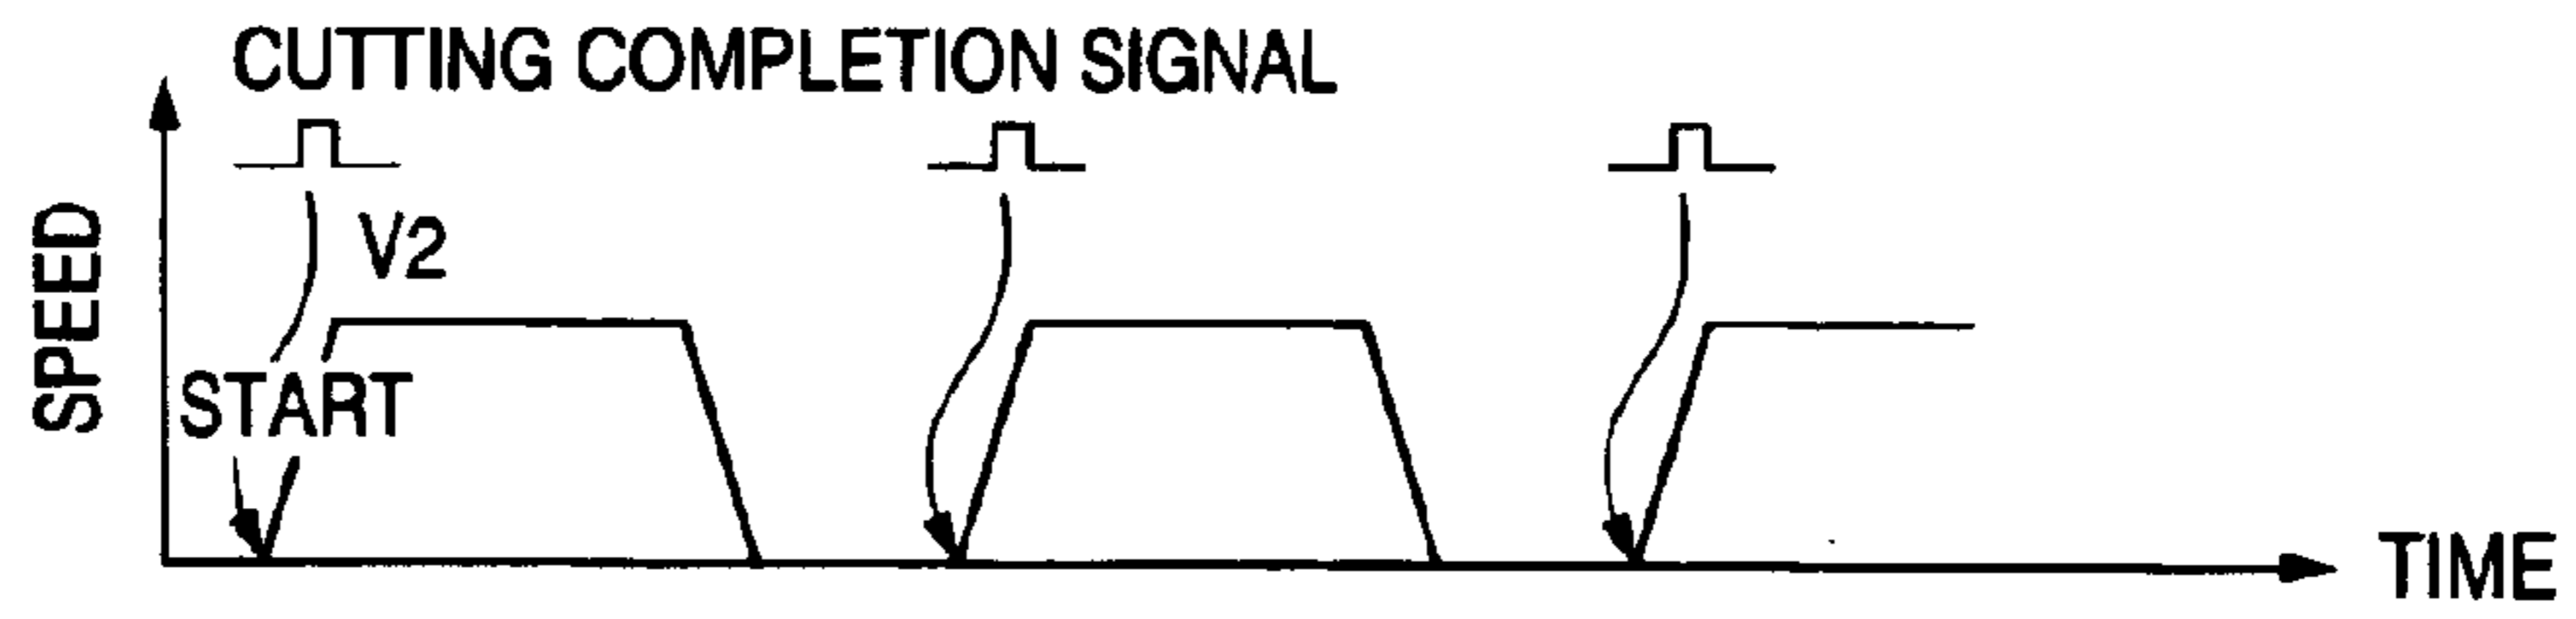 CUTTING COMPLETION SIGNAL
V2
SPEED
START
TIME